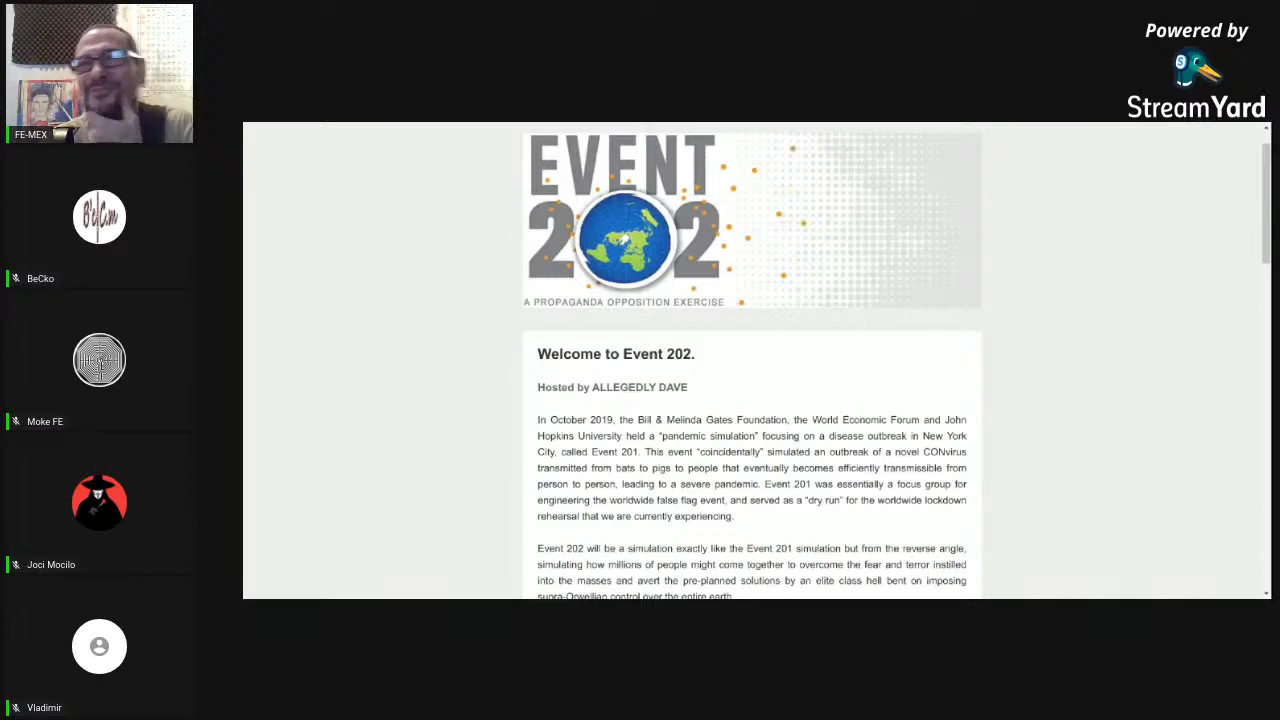 Powered by
StreamYard
FE-MEX
BeCko
Moke FE
Joci Mocilo
Vladimir
EVENT
202
A PROPAGANDA OPPOSITION EXERCISE
Welcome to Event 202.
Hosted by ALLEGEDLY DAVE
In October 2019, the Bill & Melinda Gates Foundation, the World Economic Forum and John
Hopkins University held a “pandemic simulation” focusing on a disease outbreak in New York
City, called Event 201. This event “coincidentally” simulated an outbreak of a novel CONvirus
transmitted from bats to pigs to people that eventually becomes efficiently transmissible from
person to person, leading to a severe pandemic. Event 201 was essentially a focus group for
engineering the worldwide false flag event, and served as a “dry run” for the worldwide lockdown
rehearsal that we are currently experiencing.
Event 202 will be a simulation exactly like the Event 201 simulation but from the reverse angle,
simulating how millions of people might come together to overcome the fear and terror instilled
into the masses and avert the pre-planned solutions by an elite class hell bent on imposing
supra-Orwellian control over the entire earth.